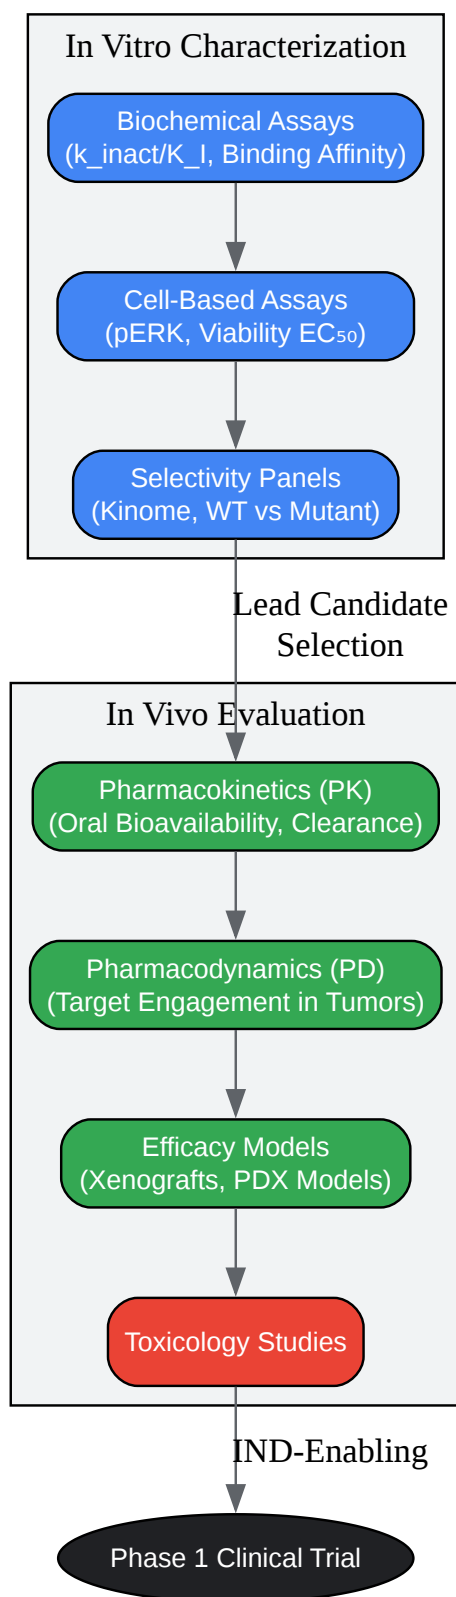 In Vitro Characterization
Biochemical Assays
(k_inact/K_I, Binding Affinity)
Cell-Based Assays
(pERK, Viability EC₅₀)
Selectivity Panels
(Kinome, WT vs Mutant)
Lead Candidate
Selection
In Vivo Evaluation
Pharmacokinetics (PK)
(Oral Bioavailability, Clearance)
Pharmacodynamics (PD)
(Target Engagement in Tumors)
Efficacy Models
(Xenografts, PDX Models)
Toxicology Studies
IND-Enabling
Phase 1 Clinical Trial